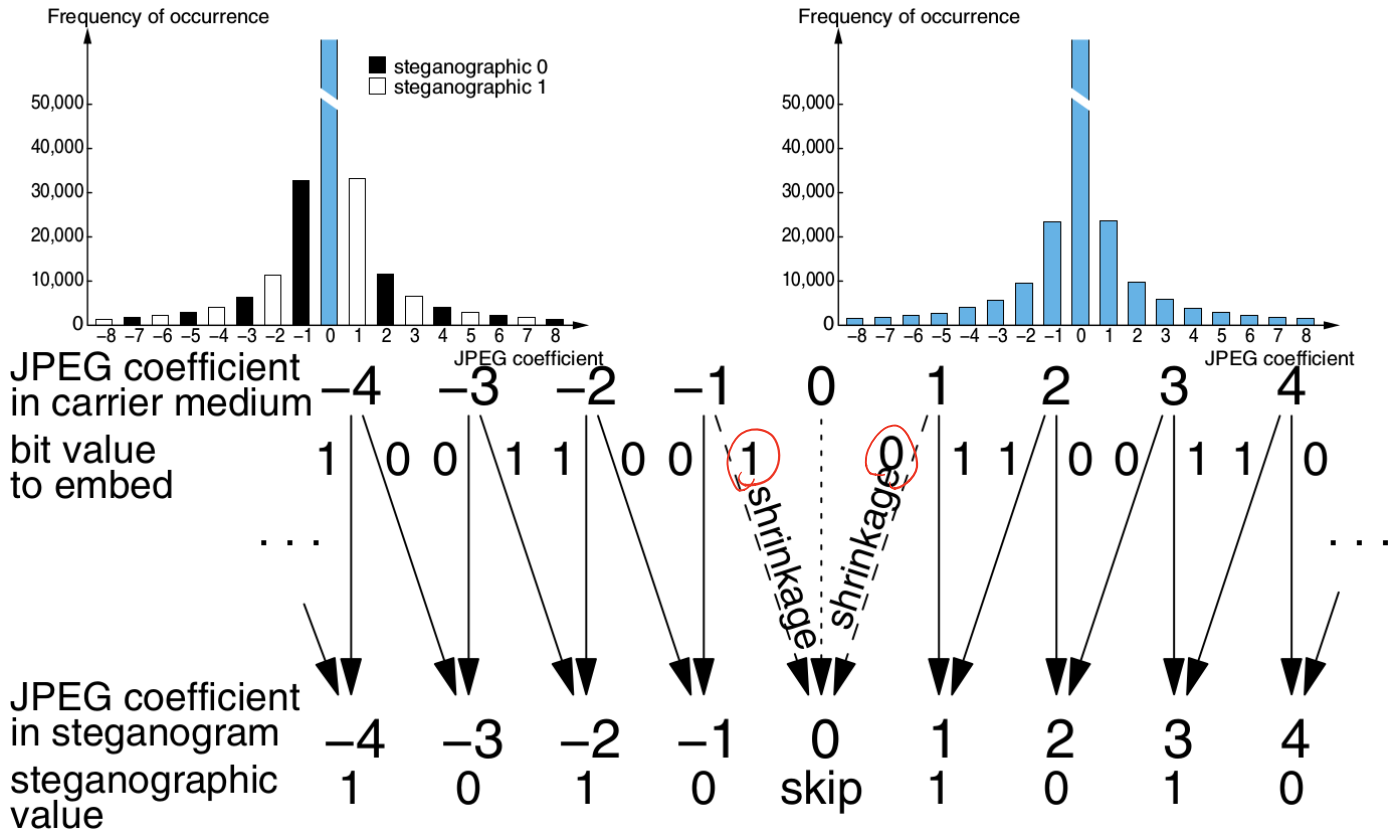 Frequency of occurrence
steganographic 0
steganographic 1
50,000
40,000
30,000
20,000
10,000
0
−8 −7 −6 −5 −4 −3 −2 −1 0 1 2 3 4 5 6 7 8
JPEG coefficient
Frequency of occurrence
50,000
40,000
30,000
20,000
10,000
0
−8 −7 −6 −5 −4 −3 −2 −1 0 1 2 3 4 5 6 7 8
JPEG coefficient
JPEG coefficient
in carrier medium
−4 −3 −2 −1 0 1 2 3 4
bit value
to embed
1 0 0 1 1 0 0 1 0 1 1 0 0 1 1 0
shrinkage
shrinkage
. . .
. . .
JPEG coefficient
in steganogram
−4 −3 −2 −1 0 1 2 3 4
steganographic
value
1 0 1 0 skip 1 0 1 0